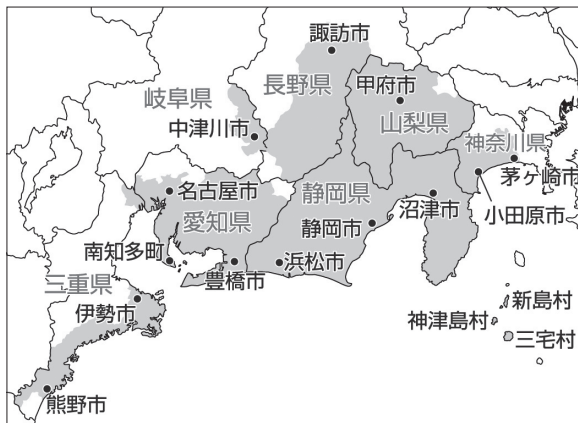 諏訪市
長野県
甲府市
岐阜県
山梨県
中津川市
神奈川県
茅ヶ崎市
名古屋市
静岡県
沼津市
小田原市
愛知県
静岡市
南知多町
豊橋市
浜松市
三重県
伊勢市
新島村
神津島村
三宅村
熊野市